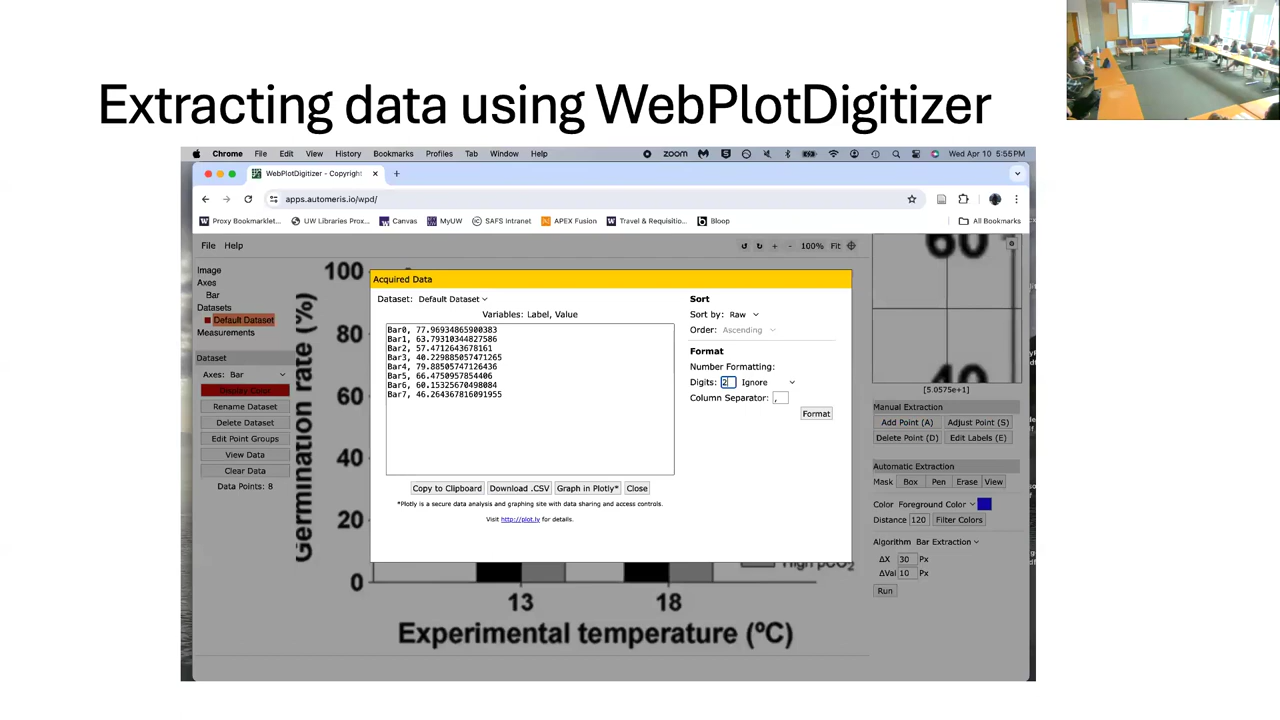 Extracting data using WebPlotDigitizer
Chrome File Edit View History Bookmarks Profiles Tab Window Help zoom Wed Apr 10 5:55 PM
WebPlotDigitizer - Copyright
apps.automeris.io/wpd/
Proxy Bookmarklet... UW Libraries Prox... Canvas MyUW SAFS Intranet APEX Fusion Travel & Requisitio... Bloop All Bookmarks
File Help 100% Fit
Image
Axes
Bar
Datasets
Default Dataset
Measurements
Dataset
Axes: Bar
Display Color
Rename Dataset
Delete Dataset
Edit Point Groups
View Data
Clear Data
Data Points: 8
Germination rate (%)
100
80
60
40
20
0
13 18
Experimental temperature (ºC)
High pCO2
Acquired Data
Dataset: Default Dataset
Variables: Label, Value
Bar0, 77.96934865900383
Bar1, 63.79310344827586
Bar2, 57.4712643678161
Bar3, 40.229885057471265
Bar4, 79.88505747126436
Bar5, 66.4750957854406
Bar6, 60.15325670498084
Bar7, 46.264367816091955
Copy to Clipboard Download .CSV Graph in Plotly* Close
*Plotly is a secure data analysis and graphing site with data sharing and access controls.
Visit http://plot.ly for details.
Sort
Sort by: Raw
Order: Ascending
Format
Number Formatting:
Digits: 2 Ignore
Column Separator: ,
Format
60
[5.0575e+1]
Manual Extraction
Add Point (A) Adjust Point (S)
Delete Point (D) Edit Labels (E)
Automatic Extraction
Mask Box Pen Erase View
Color Foreground Color
Distance 120 Filter Colors
Algorithm Bar Extraction
ΔX 30 Px
ΔVal 10 Px
Run